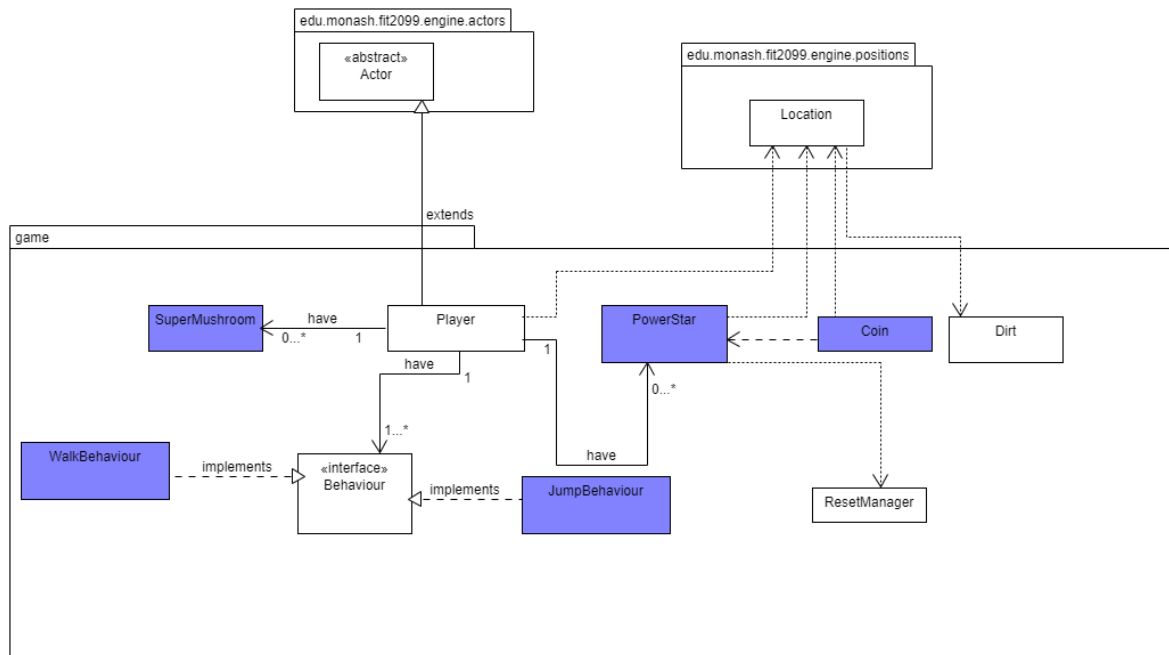 edu.monash.fit2099.engine.actors
«abstract»
Actor
edu.monash.fit2099.engine.positions
Location
extends
game
SuperMushroom
have
0...*
1
Player
PowerStar
Coin
Dirt
1
have
1
0...*
1...*
have
WalkBehaviour
implements
«interface»
Behaviour
implements
JumpBehaviour
ResetManager